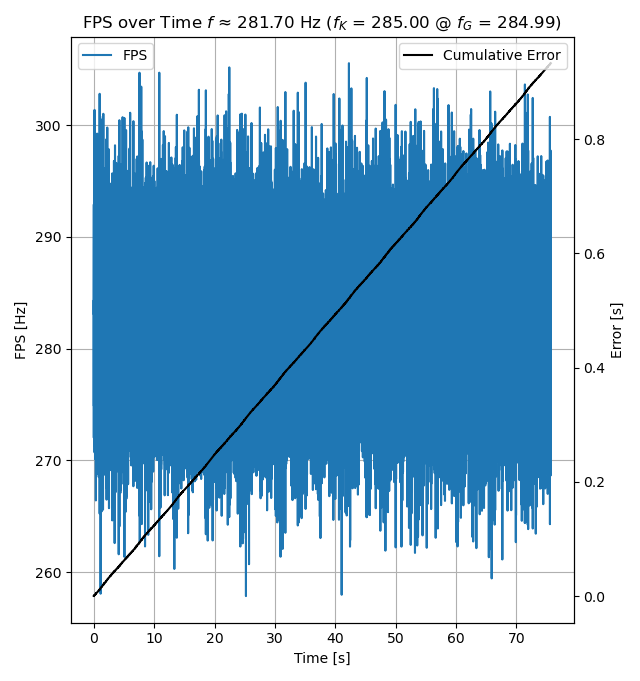 FPS over Time f ≈ 281.70 Hz (f_K = 285.00 @ f_G = 284.99)
FPS
Cumulative Error
300
290
280
270
260
FPS [Hz]
0.8
0.6
0.4
0.2
0.0
Error [s]
0 10 20 30 40 50 60 70
Time [s]